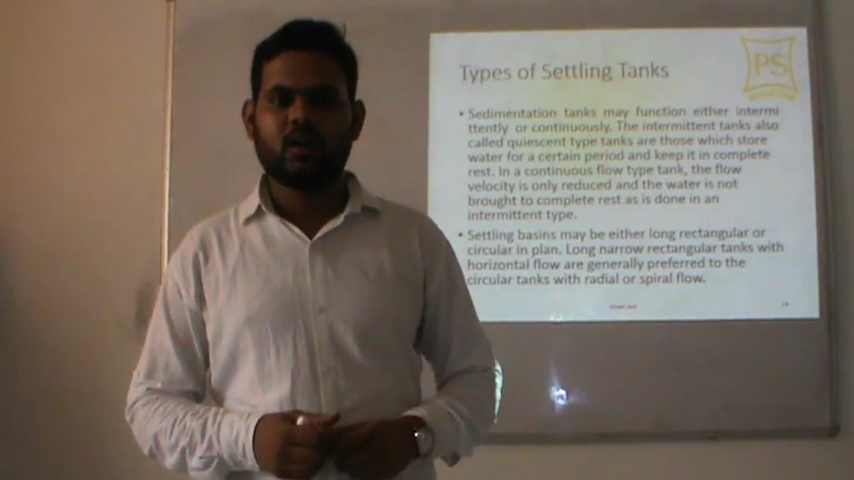 Types of Settling Tanks
PS
• Sedimentation tanks may function either intermi
ttently or continuously. The intermittent tanks also
called quiescent type tanks are those which store
water for a certain period and keep it in complete
rest. In a continuous flow type tank, the flow
velocity is only reduced and the water is not
brought to complete rest as is done in an
intermittent type.
• Settling basins may be either long rectangular or
circular in plan. Long narrow rectangular tanks with
horizontal flow are generally preferred to the
circular tanks with radial or spiral flow.